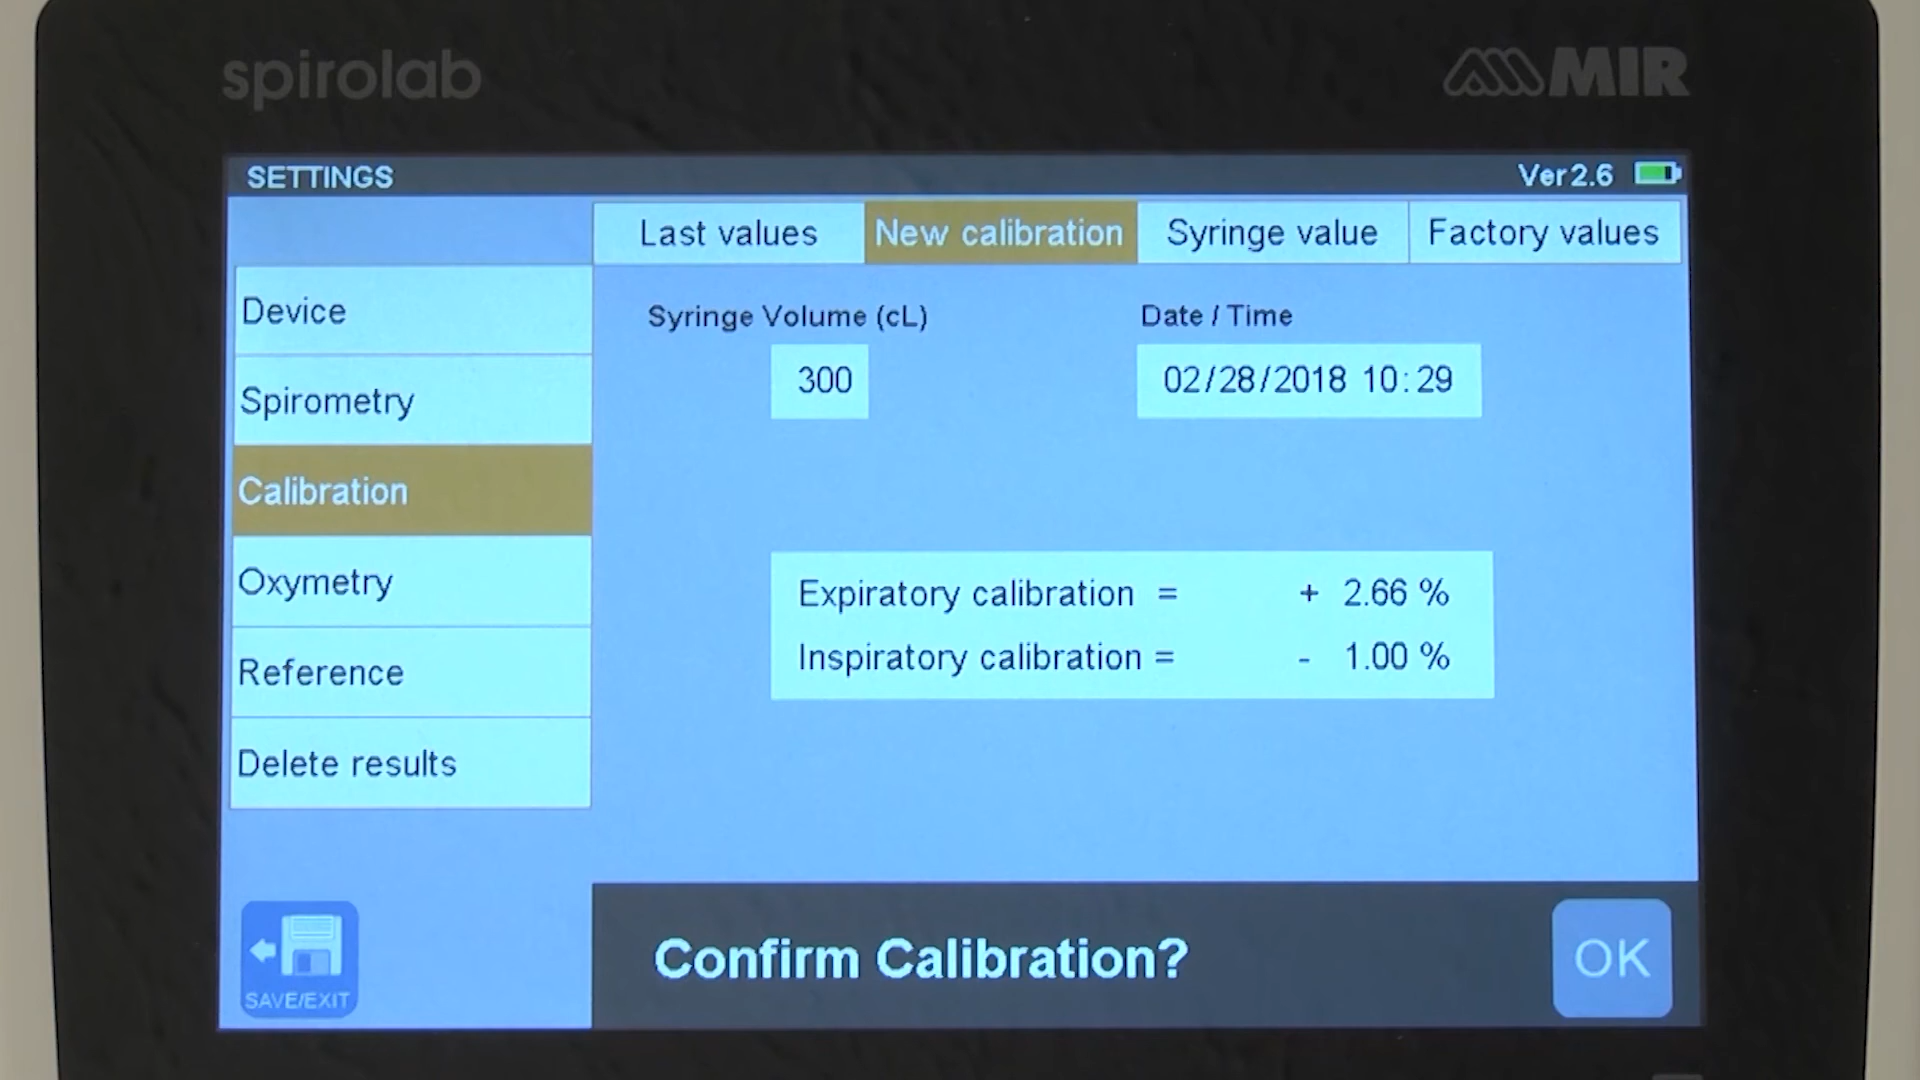 spirolab
MIR
SETTINGS
Ver 2.6
Last values
New calibration
Syringe value
Factory values
Device
Spirometry
Calibration
Oxymetry
Reference
Delete results
Syringe Volume (cL)
Date / Time
300
02/28/2018 10:29
Expiratory calibration = + 2.66 %
Inspiratory calibration = - 1.00 %
SAVE/EXIT
Confirm Calibration?
OK